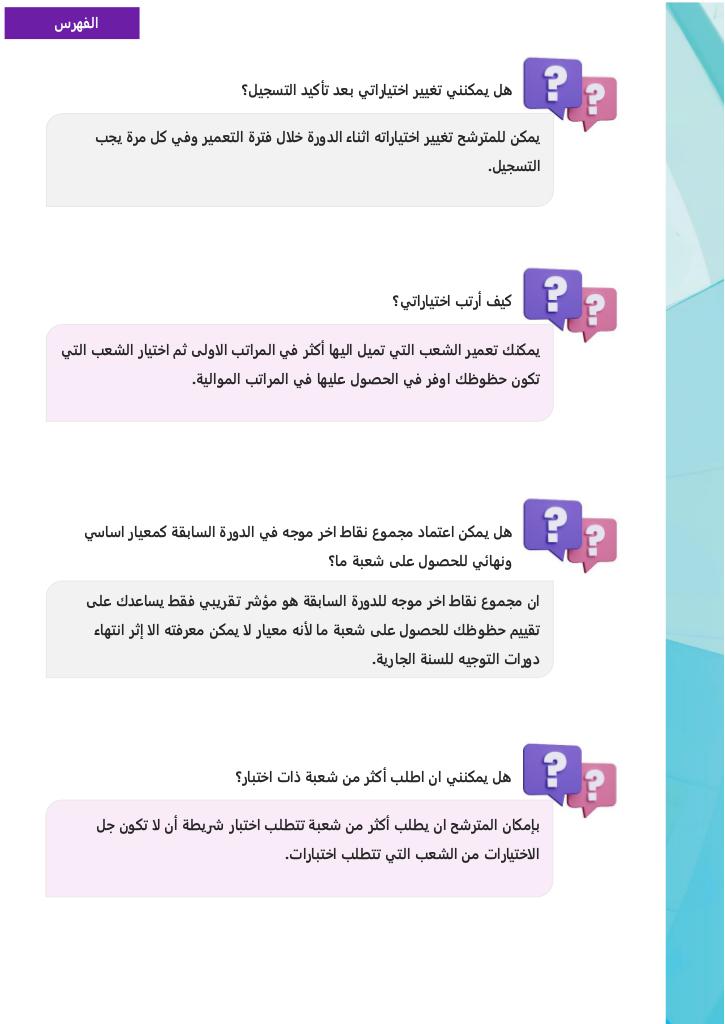 الفهرس
هل يمكنني تغيير اختياراتي بعد تأكيد التسجيل؟
يمكن للمترشح تغيير اختياراته اثناء الدورة خلال فترة التعمير وفي كل مرة يجب
التسجيل.
كيف أرتب اختياراتي؟
يمكنك تعمير الشعب التي تميل اليها أكثر في المراتب الاولى ثم اختيار الشعب التي
تكون حظوظك اوفر في الحصول عليها في المراتب الموالية.
هل يمكن اعتماد مجموع نقاط اخر موجه في الدورة السابقة كمعيار اساسي
ونهائي للحصول على شعبة ما؟
ان مجموع نقاط اخر موجه للدورة السابقة هو مؤشر تقريبي فقط يساعدك على
تقييم حظوظك للحصول على شعبة ما لأنه معيار لا يمكن معرفته الا إثر انتهاء
دورات التوجيه للسنة الجارية.
هل يمكنني ان اطلب أكثر من شعبة ذات اختبار؟
بإمكان المترشح ان يطلب أكثر من شعبة تتطلب اختبار شريطة أن لا تكون جل
الاختيارات من الشعب التي تتطلب اختبارات.